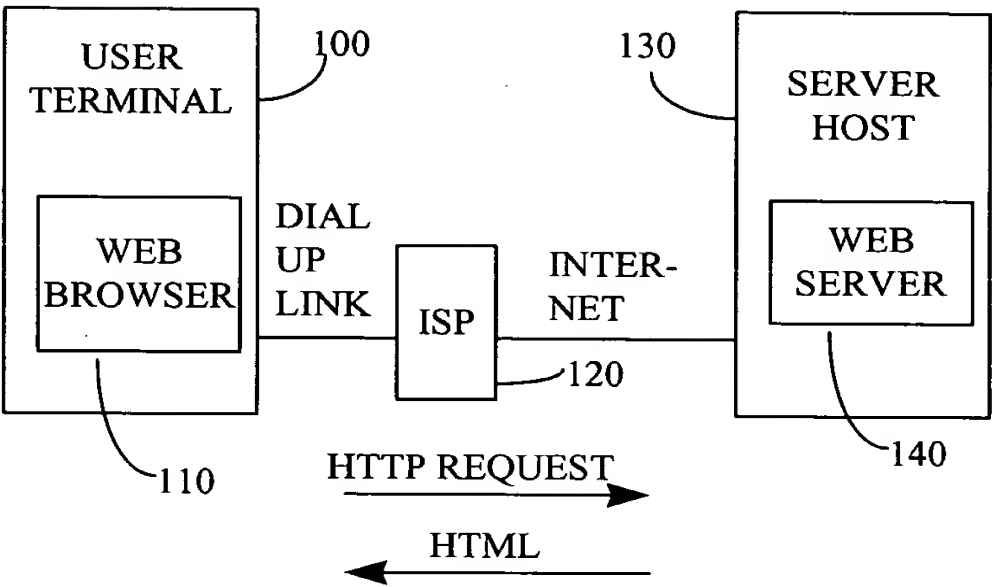 USER
TERMINAL
100
130
SERVER
HOST
WEB
BROWSER
DIAL
UP
LINK
ISP
INTER-
NET
WEB
SERVER
120
110
140
HTTP REQUEST
HTML